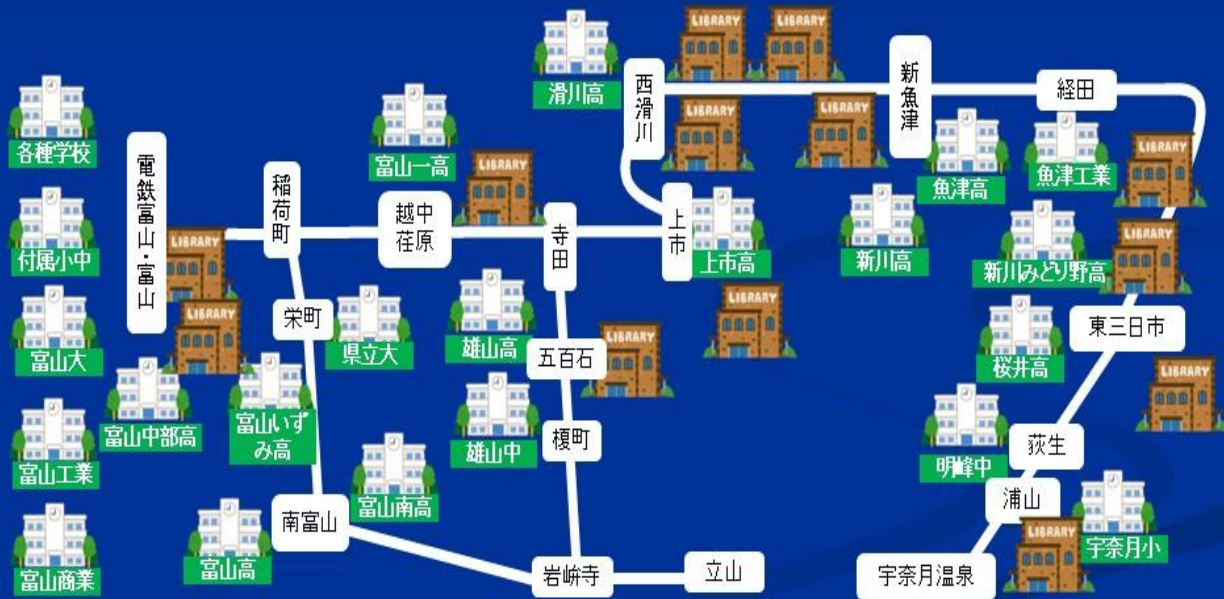 滑川高
LIBRARY
LIBRARY
西滑川
LIBRARY
LIBRARY
新魚津
経田
各種学校
富山一高
魚津高
魚津工業
LIBRARY
電鉄富山・富山
稲荷町
越中
荏原
LIBRARY
寺田
上市
上市高
新川高
新川みどり野高
LIBRARY
付属小中
LIBRARY
LIBRARY
富山大
栄町
県立大
雄山高
五百石
LIBRARY
LIBRARY
桜井高
東三日市
LIBRARY
富山工業
富山中部高
富山いず
み高
雄山中
榎町
明峰中
荻生
富山商業
富山高
南富山
富山南高
岩峅寺
立山
浦山
宇奈月温泉
LIBRARY
宇奈月小